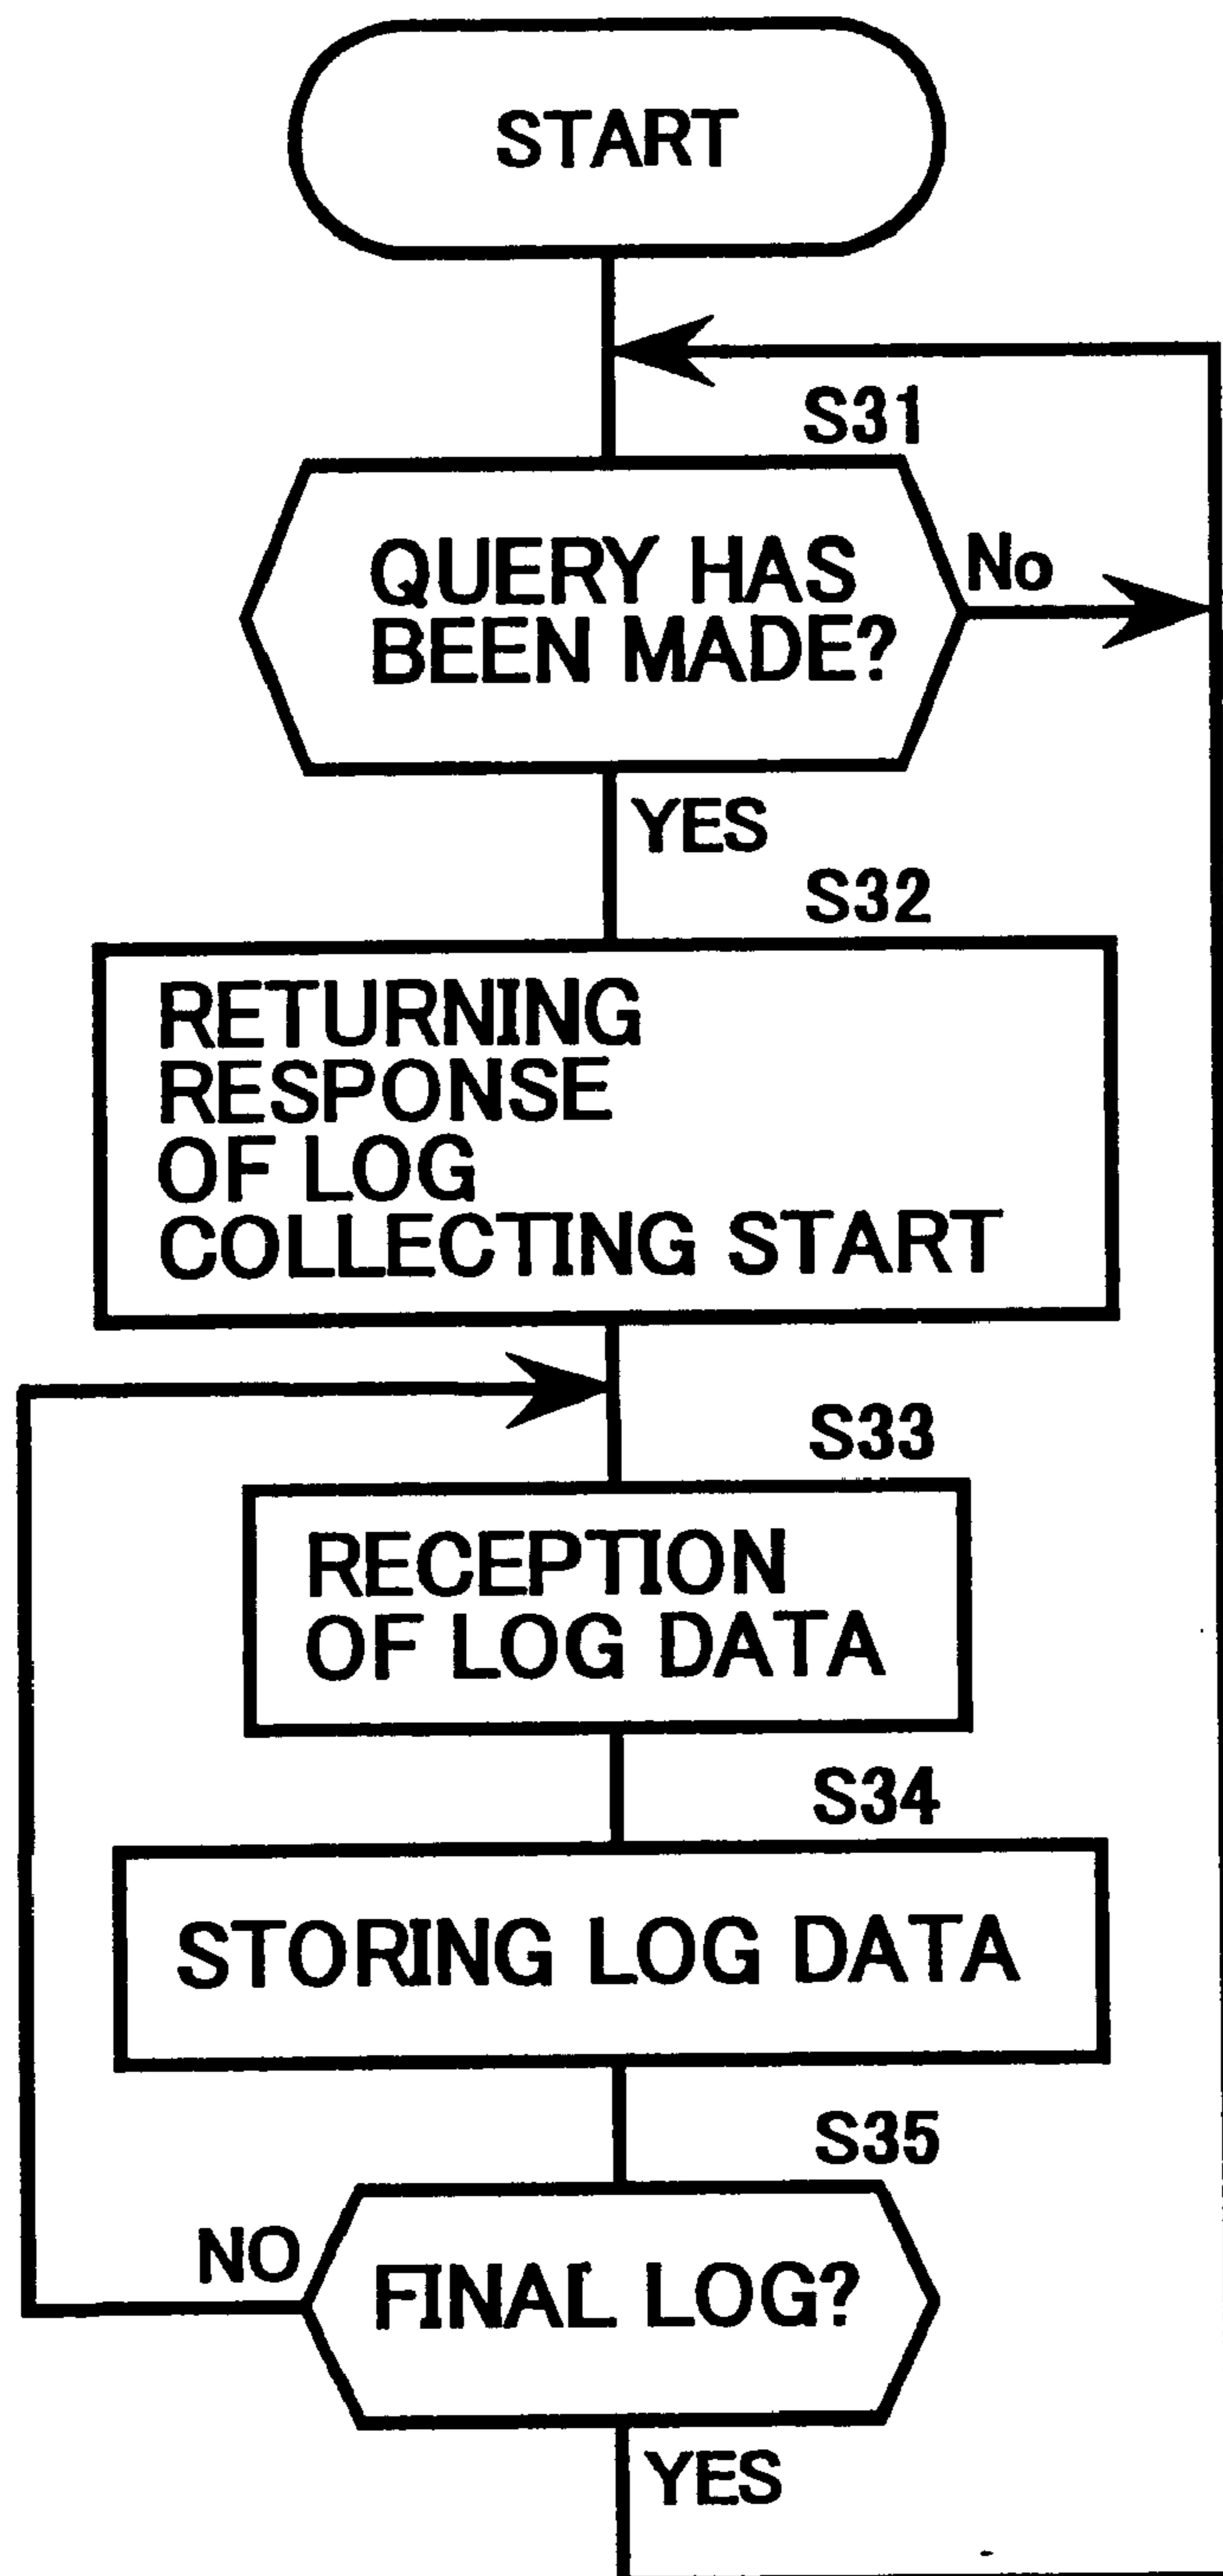 START
S31
QUERY HAS
BEEN MADE?
No
YES
S32
RETURNING
RESPONSE
OF LOG
COLLECTING START
S33
RECEPTION
OF LOG DATA
S34
STORING LOG DATA
S35
NO
FINAL LOG?
YES